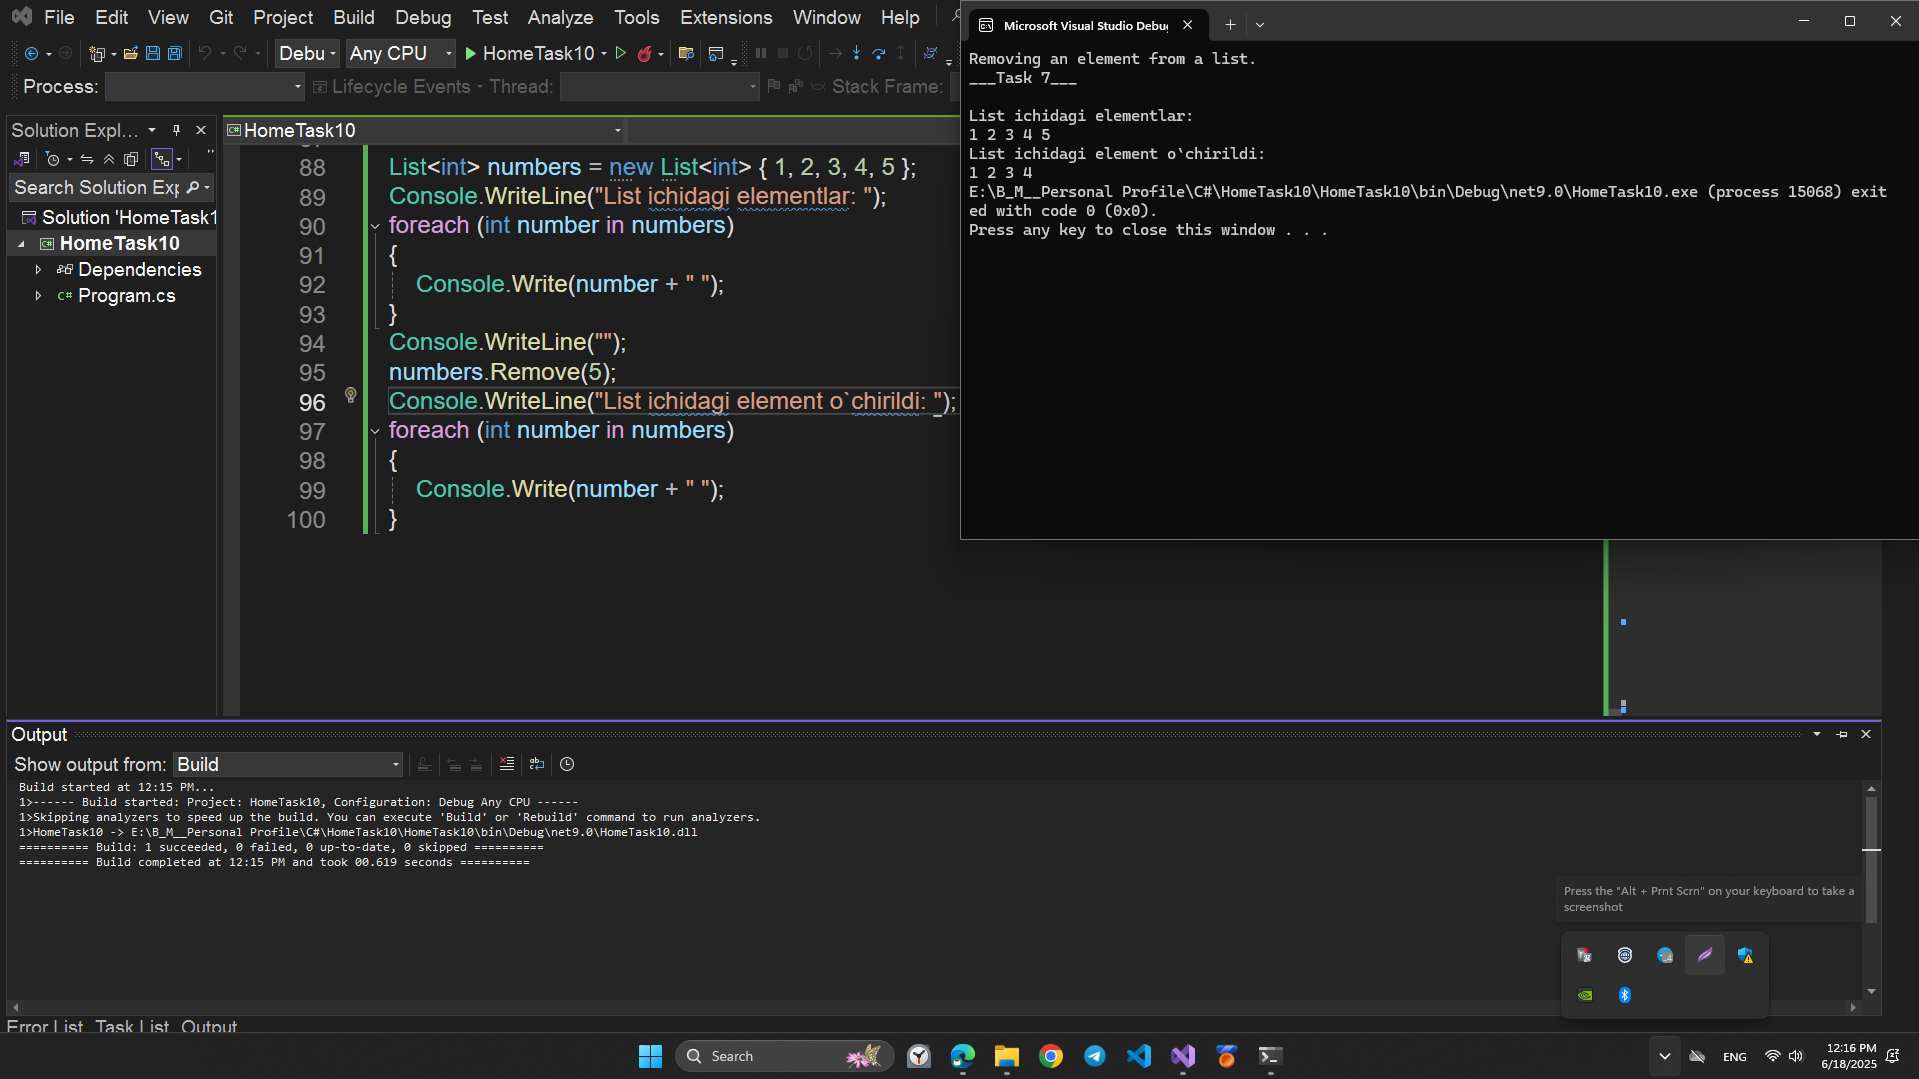 File Edit View Git Project Build Debug Test Analyze Tools Extensions Window Help
Debu Any CPU HomeTask10
Process: Lifecycle Events Thread: Stack Frame:
Solution Expl...
Search Solution Exp
Solution 'HomeTask1
HomeTask10
Dependencies
C# Program.cs
C# HomeTask10
88 List<int> numbers = new List<int> { 1, 2, 3, 4, 5 };
89 Console.WriteLine("List ichidagi elementlar: ");
90 foreach (int number in numbers)
91 {
92 Console.Write(number + " ");
93 }
94 Console.WriteLine("");
95 numbers.Remove(5);
96 Console.WriteLine("List ichidagi element o`chirildi: ");
97 foreach (int number in numbers)
98 {
99 Console.Write(number + " ");
100 }
Microsoft Visual Studio Debug
Removing an element from a list.
___Task 7___
List ichidagi elementlar:
1 2 3 4 5
List ichidagi element o`chirildi:
1 2 3 4
E:\B_M__Personal Profile\C#\HomeTask10\HomeTask10\bin\Debug\net9.0\HomeTask10.exe (process 15068) exit
ed with code 0 (0x0).
Press any key to close this window . . .
Output
Show output from: Build
Build started at 12:15 PM...
1>------ Build started: Project: HomeTask10, Configuration: Debug Any CPU ------
1>Skipping analyzers to speed up the build. You can execute 'Build' or 'Rebuild' command to run analyzers.
1>HomeTask10 -> E:\B_M__Personal Profile\C#\HomeTask10\HomeTask10\bin\Debug\net9.0\HomeTask10.dll
========== Build: 1 succeeded, 0 failed, 0 up-to-date, 0 skipped ==========
========== Build completed at 12:15 PM and took 00.619 seconds ==========
Press the "Alt + Prnt Scrn" on your keyboard to take a
screenshot
Error List Task List Output
Search
ENG
12:16 PM
6/18/2025